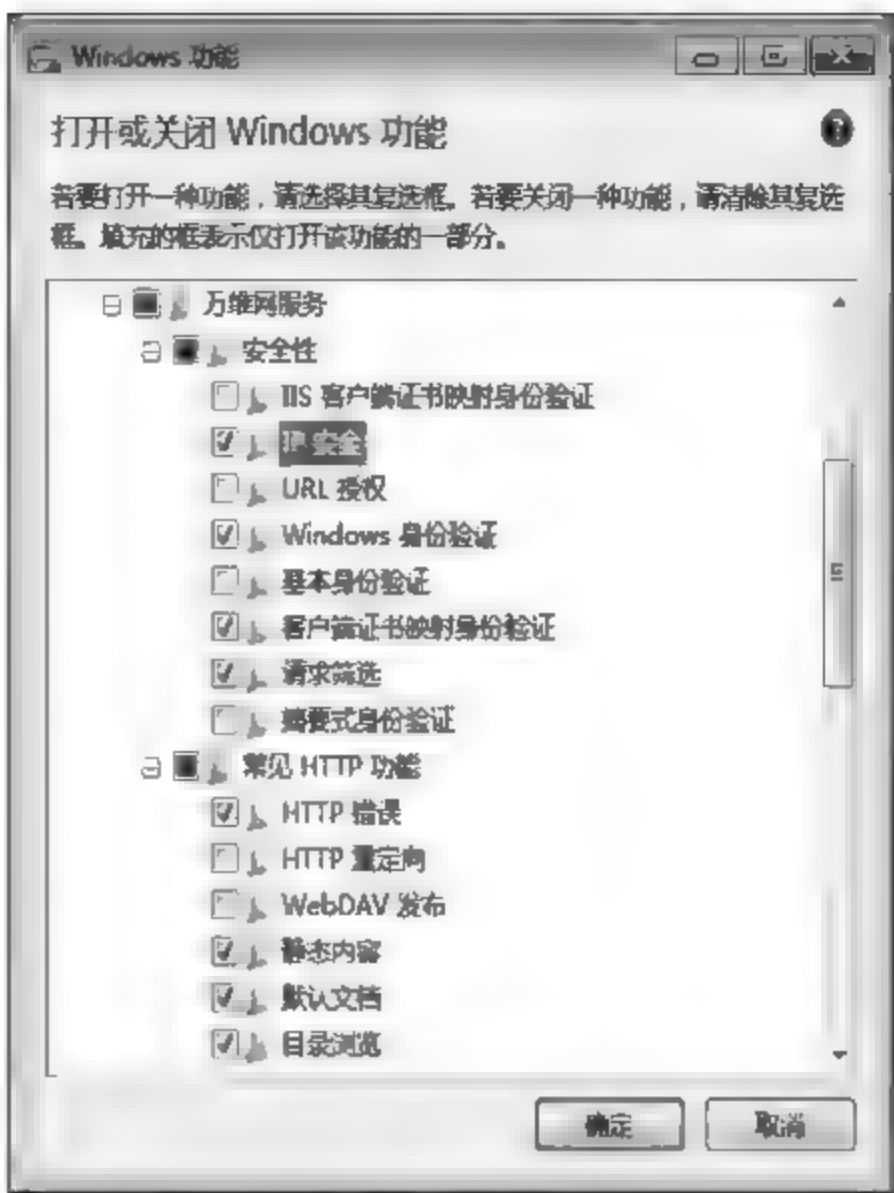 Windows 功能
打开或关闭 Windows 功能
若要打开一种功能，请选择其复选框。若要关闭一种功能，请清除其复选
框。填充的框表示仅打开该功能的一部分。
万维网服务
安全性
IIS 客户端证书映射身份验证
IP 安全
URL 授权
Windows 身份验证
基本身份验证
客户端证书映射身份验证
请求筛选
摘要式身份验证
常见 HTTP 功能
HTTP 错误
HTTP 重定向
WebDAV 发布
静态内容
默认文档
目录浏览
确定
取消